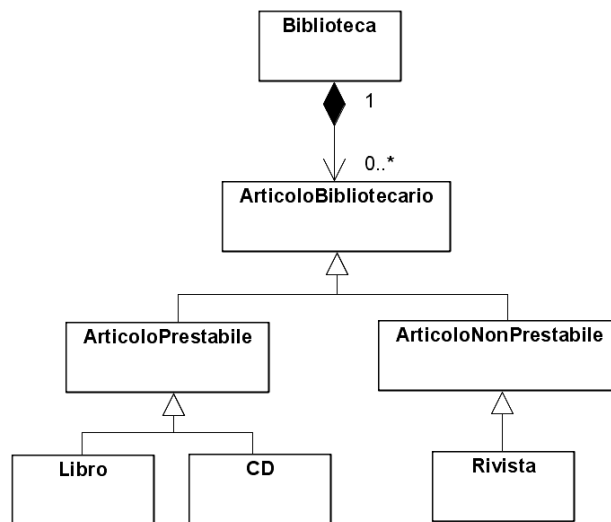 Biblioteca
1
0..*
ArticoloBibliotecario
ArticoloPrestabile
ArticoloNonPrestabile
Libro
CD
Rivista